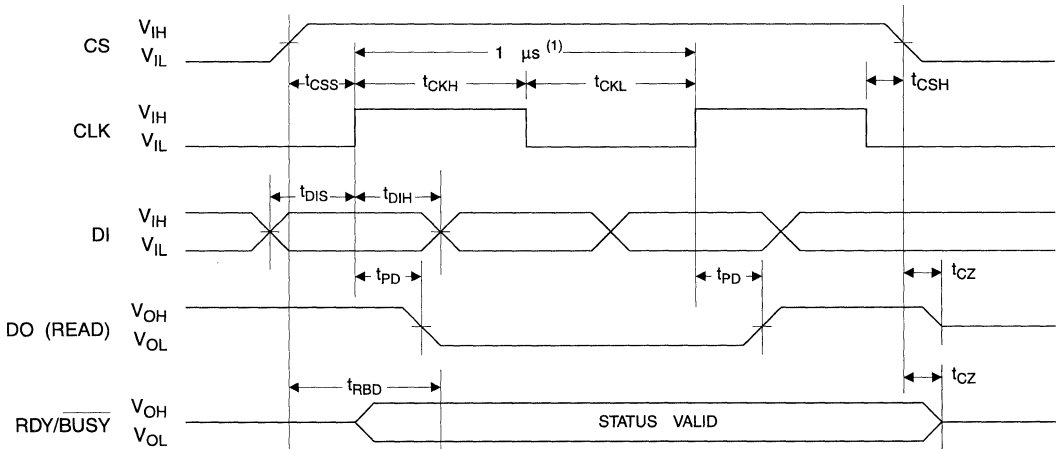 CS V_IH
V_IL
1 µs (1)
t_CSS t_CKH t_CKL t_CSH
CLK V_IH
V_IL
t_DIS t_DIH
DI V_IH
V_IL
t_PD t_PD t_CZ
DO (READ) V_OH
V_OL
t_RBD t_CZ
RDY/B̅U̅S̅Y̅ V_OH
V_OL
STATUS VALID